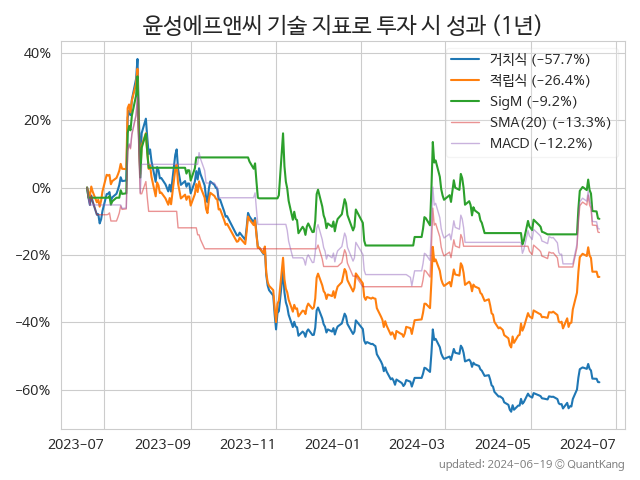 윤성에프앤씨 기술 지표로 투자 시 성과 (1년)
40%
20%
0%
−20%
−40%
−60%
거치식 (−57.7%)
적립식 (−26.4%)
SigM (−9.2%)
SMA(20) (−13.3%)
MACD (−12.2%)
2023-07
2023-09
2023-11
2024-01
2024-03
2024-05
2024-07
updated: 2024-06-19 © QuantKang